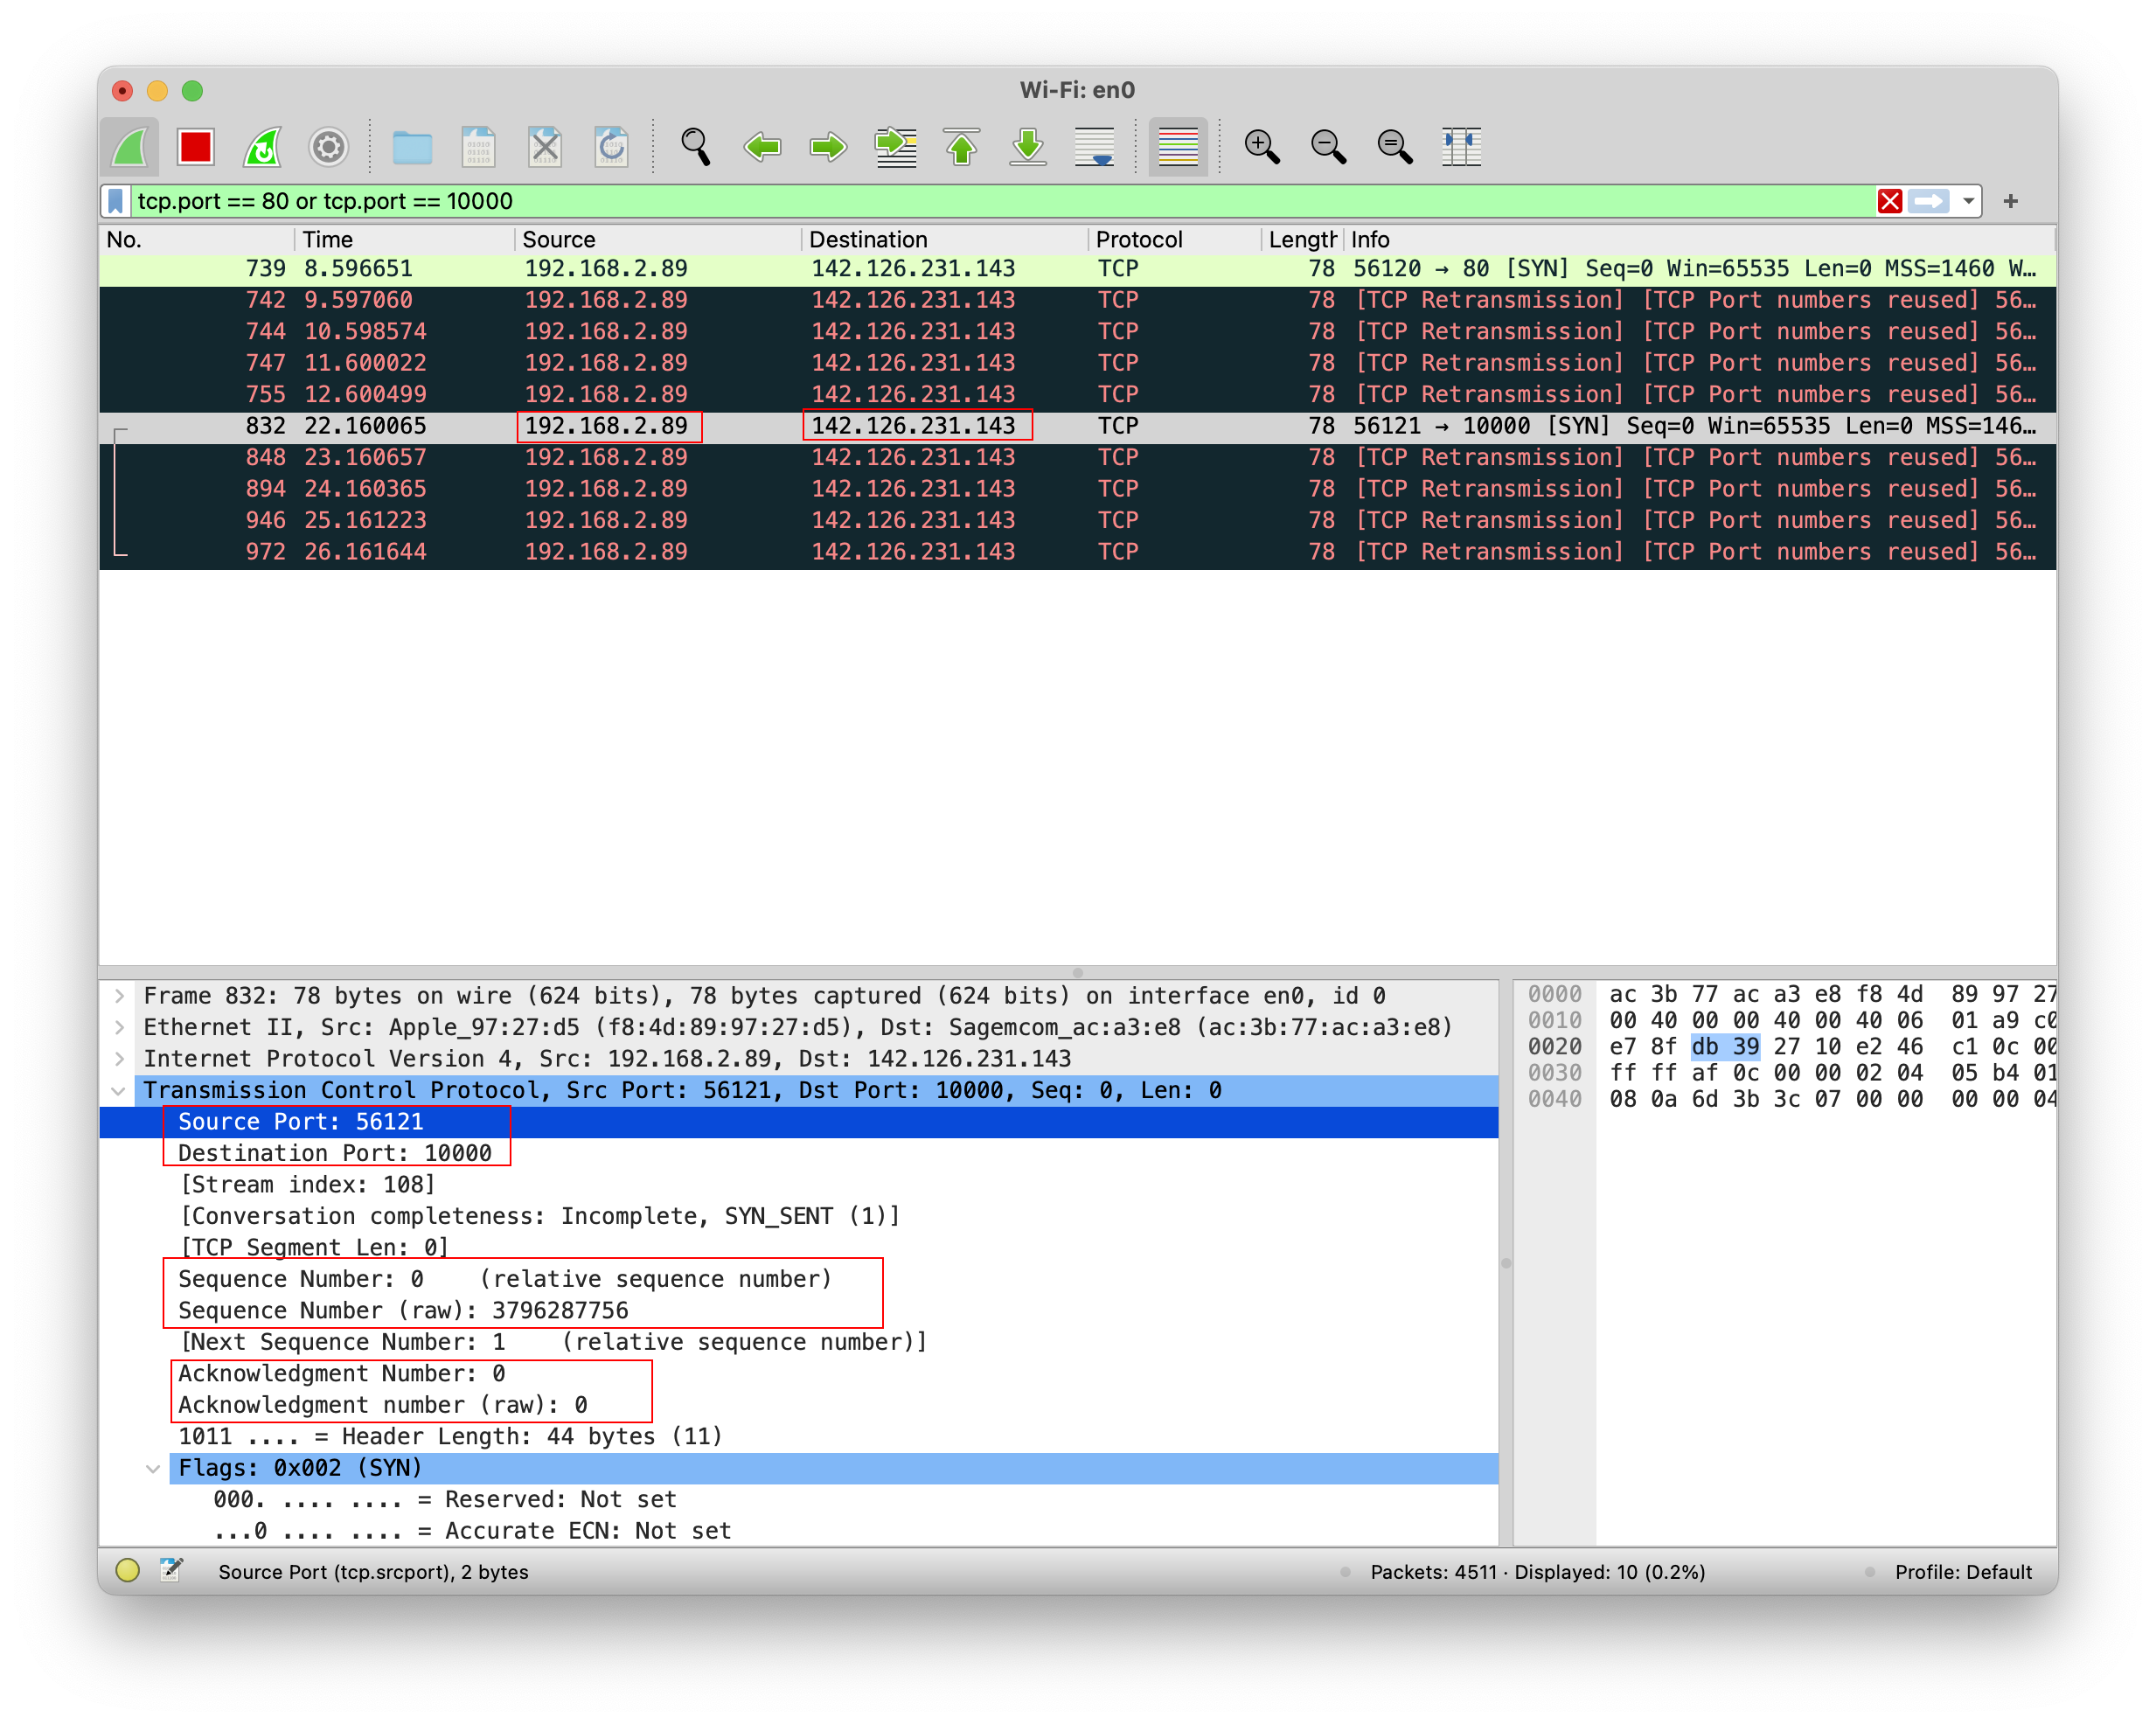 Wi-Fi: en0
tcp.port == 80 or tcp.port == 10000
No. Time Source Destination Protocol Length Info
739 8.596651 192.168.2.89 142.126.231.143 TCP 78 56120 → 80 [SYN] Seq=0 Win=65535 Len=0 MSS=1460 W…
742 9.597060 192.168.2.89 142.126.231.143 TCP 78 [TCP Retransmission] [TCP Port numbers reused] 56…
744 10.598574 192.168.2.89 142.126.231.143 TCP 78 [TCP Retransmission] [TCP Port numbers reused] 56…
747 11.600022 192.168.2.89 142.126.231.143 TCP 78 [TCP Retransmission] [TCP Port numbers reused] 56…
755 12.600499 192.168.2.89 142.126.231.143 TCP 78 [TCP Retransmission] [TCP Port numbers reused] 56…
832 22.160065 192.168.2.89 142.126.231.143 TCP 78 56121 → 10000 [SYN] Seq=0 Win=65535 Len=0 MSS=146…
848 23.160657 192.168.2.89 142.126.231.143 TCP 78 [TCP Retransmission] [TCP Port numbers reused] 56…
894 24.160365 192.168.2.89 142.126.231.143 TCP 78 [TCP Retransmission] [TCP Port numbers reused] 56…
946 25.161223 192.168.2.89 142.126.231.143 TCP 78 [TCP Retransmission] [TCP Port numbers reused] 56…
972 26.161644 192.168.2.89 142.126.231.143 TCP 78 [TCP Retransmission] [TCP Port numbers reused] 56…
Frame 832: 78 bytes on wire (624 bits), 78 bytes captured (624 bits) on interface en0, id 0
Ethernet II, Src: Apple_97:27:d5 (f8:4d:89:97:27:d5), Dst: Sagemcom_ac:a3:e8 (ac:3b:77:ac:a3:e8)
Internet Protocol Version 4, Src: 192.168.2.89, Dst: 142.126.231.143
Transmission Control Protocol, Src Port: 56121, Dst Port: 10000, Seq: 0, Len: 0
Source Port: 56121
Destination Port: 10000
[Stream index: 108]
[Conversation completeness: Incomplete, SYN_SENT (1)]
[TCP Segment Len: 0]
Sequence Number: 0 (relative sequence number)
Sequence Number (raw): 3796287756
[Next Sequence Number: 1 (relative sequence number)]
Acknowledgment Number: 0
Acknowledgment number (raw): 0
1011 .... = Header Length: 44 bytes (11)
Flags: 0x002 (SYN)
000. .... .... = Reserved: Not set
...0 .... .... = Accurate ECN: Not set
0000 ac 3b 77 ac a3 e8 f8 4d 89 97 27
0010 00 40 00 00 40 00 40 06 01 a9 c0
0020 e7 8f db 39 27 10 e2 46 c1 0c 00
0030 ff ff af 0c 00 00 02 04 05 b4 01
0040 08 0a 6d 3b 3c 07 00 00 00 00 04
Source Port (tcp.srcport), 2 bytes
Packets: 4511 · Displayed: 10 (0.2%)
Profile: Default